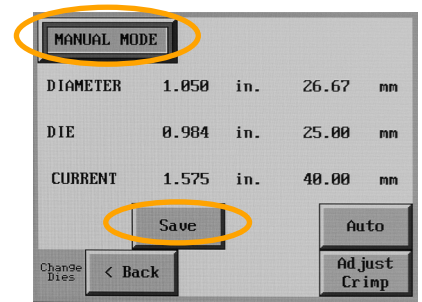 MANUAL MODE
DIAMETER 1.050 in. 26.67 mm
DIE 0.984 in. 25.00 mm
CURRENT 1.575 in. 40.00 mm
Save
Auto
Change
Dies
< Back
Adjust
Crimp